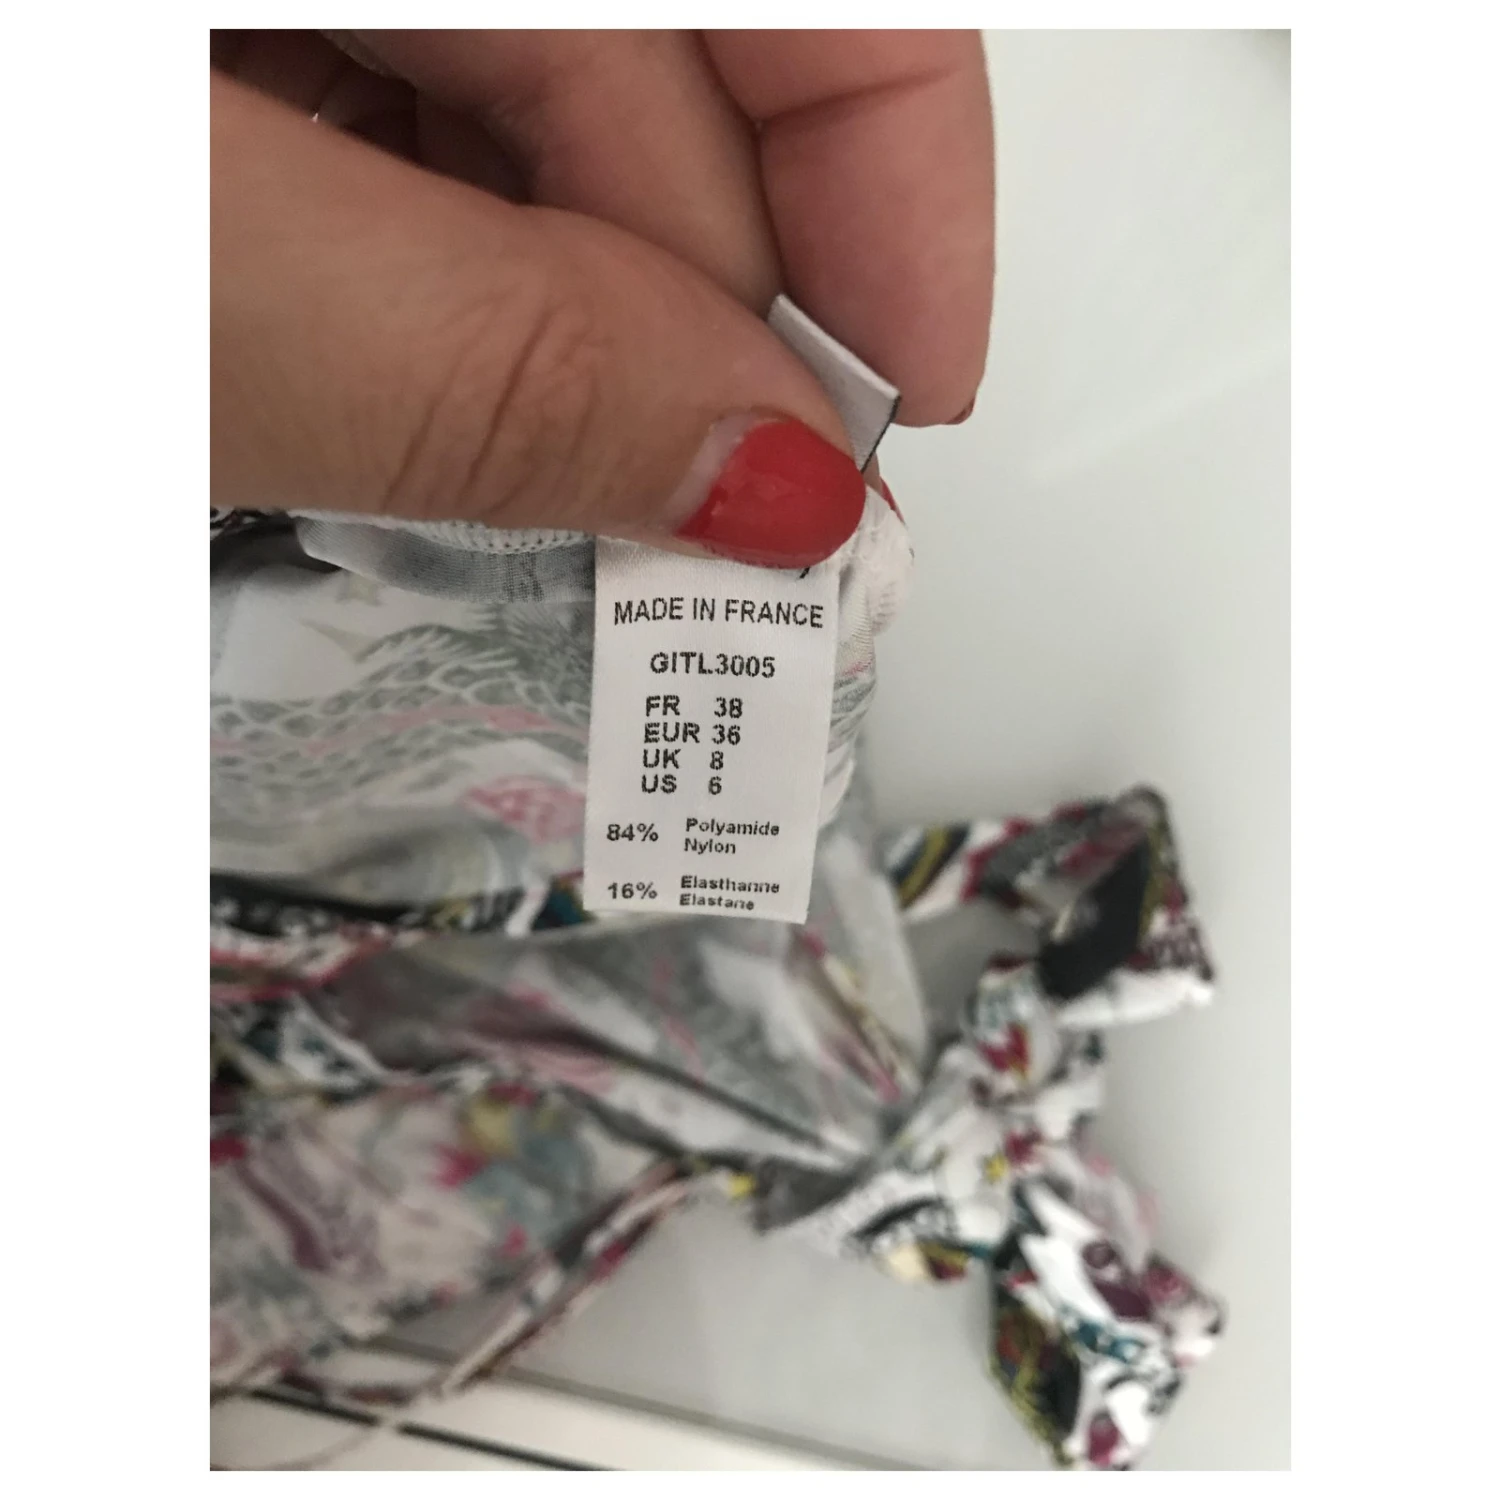 MADE IN FRANCE
GITL3005
FR 38
EUR 36
UK 8
US 6
84% Polyamide
Nylon
16% Elasthanne
Elastane